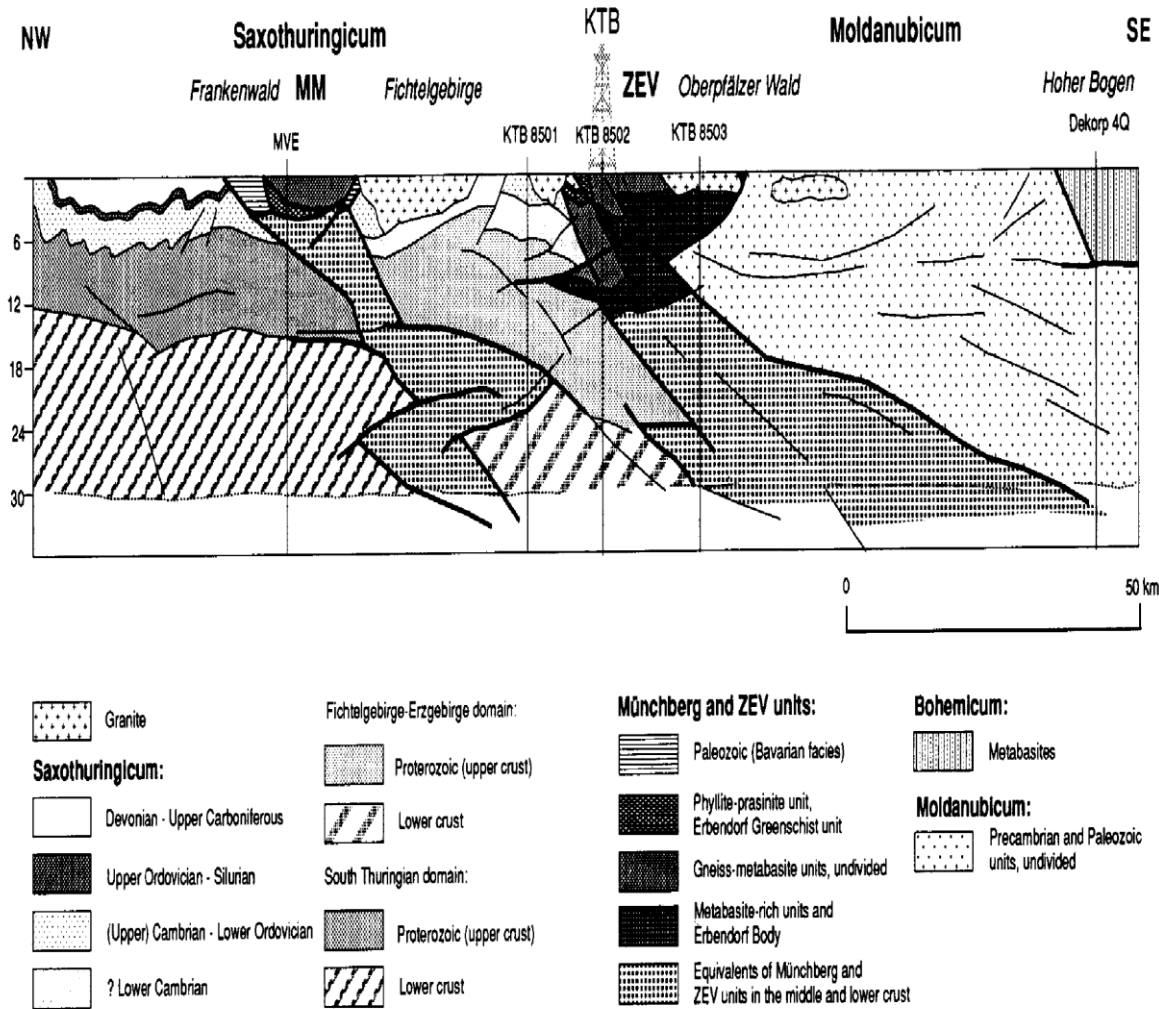 NW
Saxothuringicum
KTB
Moldanubicum
SE
Frankenwald MM Fichtelgebirge
ZEV Oberpfälzer Wald
Hoher Bogen
MVE
KTB 8501
KTB 8502
KTB 8503
Dekorp 4Q
6
12
18
24
30
0
50 km
Granite
Saxothuringicum:
Devonian - Upper Carboniferous
Upper Ordovician - Silurian
(Upper) Cambrian - Lower Ordovician
? Lower Cambrian
Fichtelgebirge-Erzgebirge domain:
Proterozoic (upper crust)
Lower crust
South Thuringian domain:
Proterozoic (upper crust)
Lower crust
Münchberg and ZEV units:
Paleozoic (Bavarian facies)
Phyllite-prasinite unit,
Erbendorf Greenschist unit
Gneiss-metabasite units, undivided
Metabasite-rich units and
Erbendorf Body
Equivalents of Münchberg and
ZEV units in the middle and lower crust
Bohemicum:
Metabasites
Moldanubicum:
Precambrian and Paleozoic
units, undivided